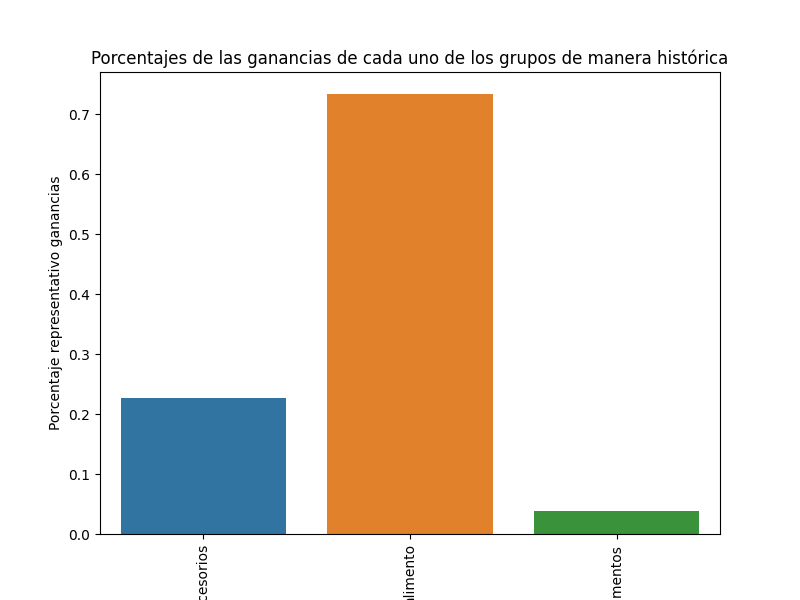 Porcentajes de las ganancias de cada uno de los grupos de manera histórica
Porcentaje representativo ganancias
0.7
0.6
0.5
0.4
0.3
0.2
0.1
0.0
cesorios
limento
mentos